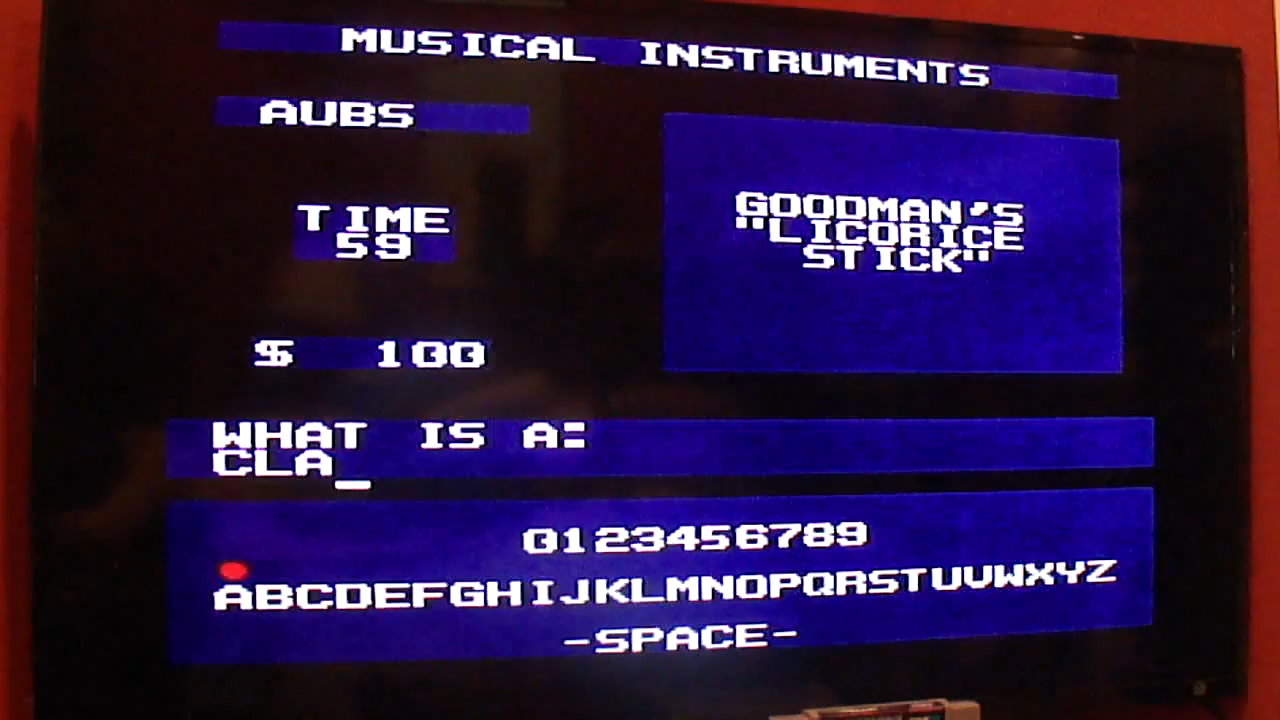 MUSICAL INSTRUMENTS
AUBS
TIME
59
GOODMAN'S
"LICORICE
STICK"
$ 100
WHAT IS A:
CLA_
0123456789
ABCDEFGHIJKLMNOPQRSTUVWXYZ
-SPACE-